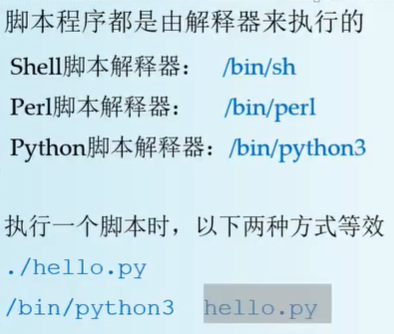 脚本程序都是由解释器来执行的
Shell脚本解释器： /bin/sh
Perl脚本解释器： /bin/perl
Python脚本解释器：/bin/python3
执行一个脚本时，以下两种方式等效
./hello.py
/bin/python3 hello.py